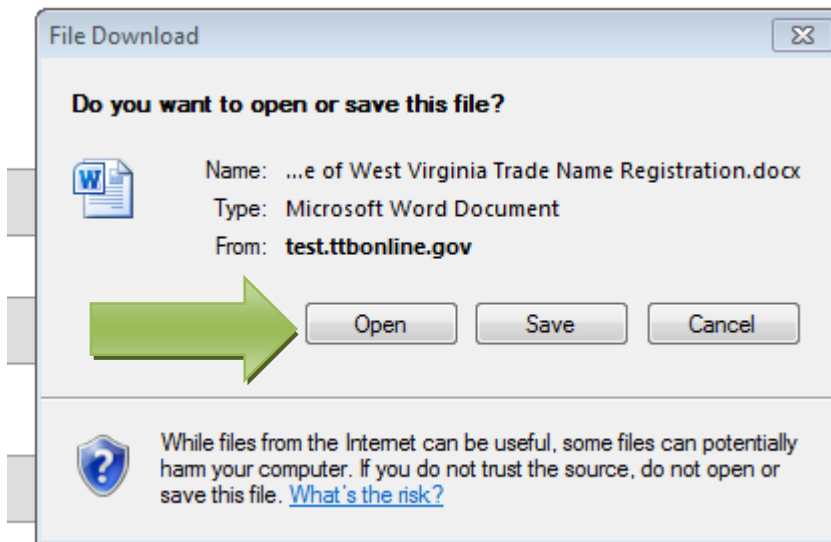 File Download
Do you want to open or save this file?
Name: ...e of West Virginia Trade Name Registration.docx
Type: Microsoft Word Document
From: test.ttbonline.gov
Open Save Cancel
While files from the Internet can be useful, some files can potentially
harm your computer. If you do not trust the source, do not open or
save this file. What's the risk?